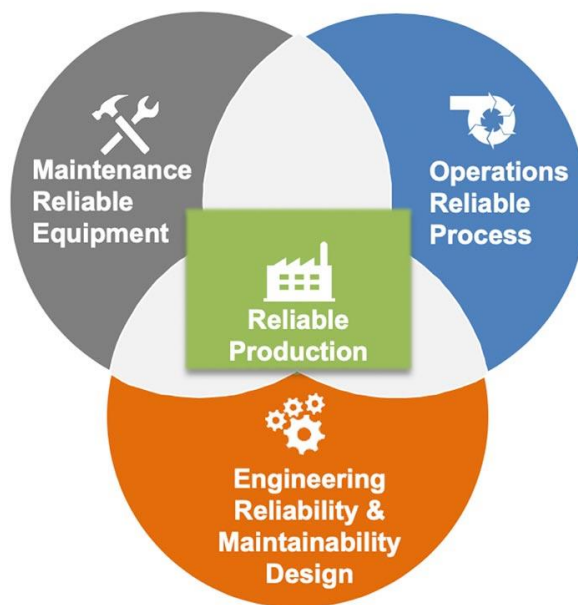 Maintenance
Reliable
Equipment
Operations
Reliable
Process
Reliable
Production
Engineering
Reliability &
Maintainability
Design